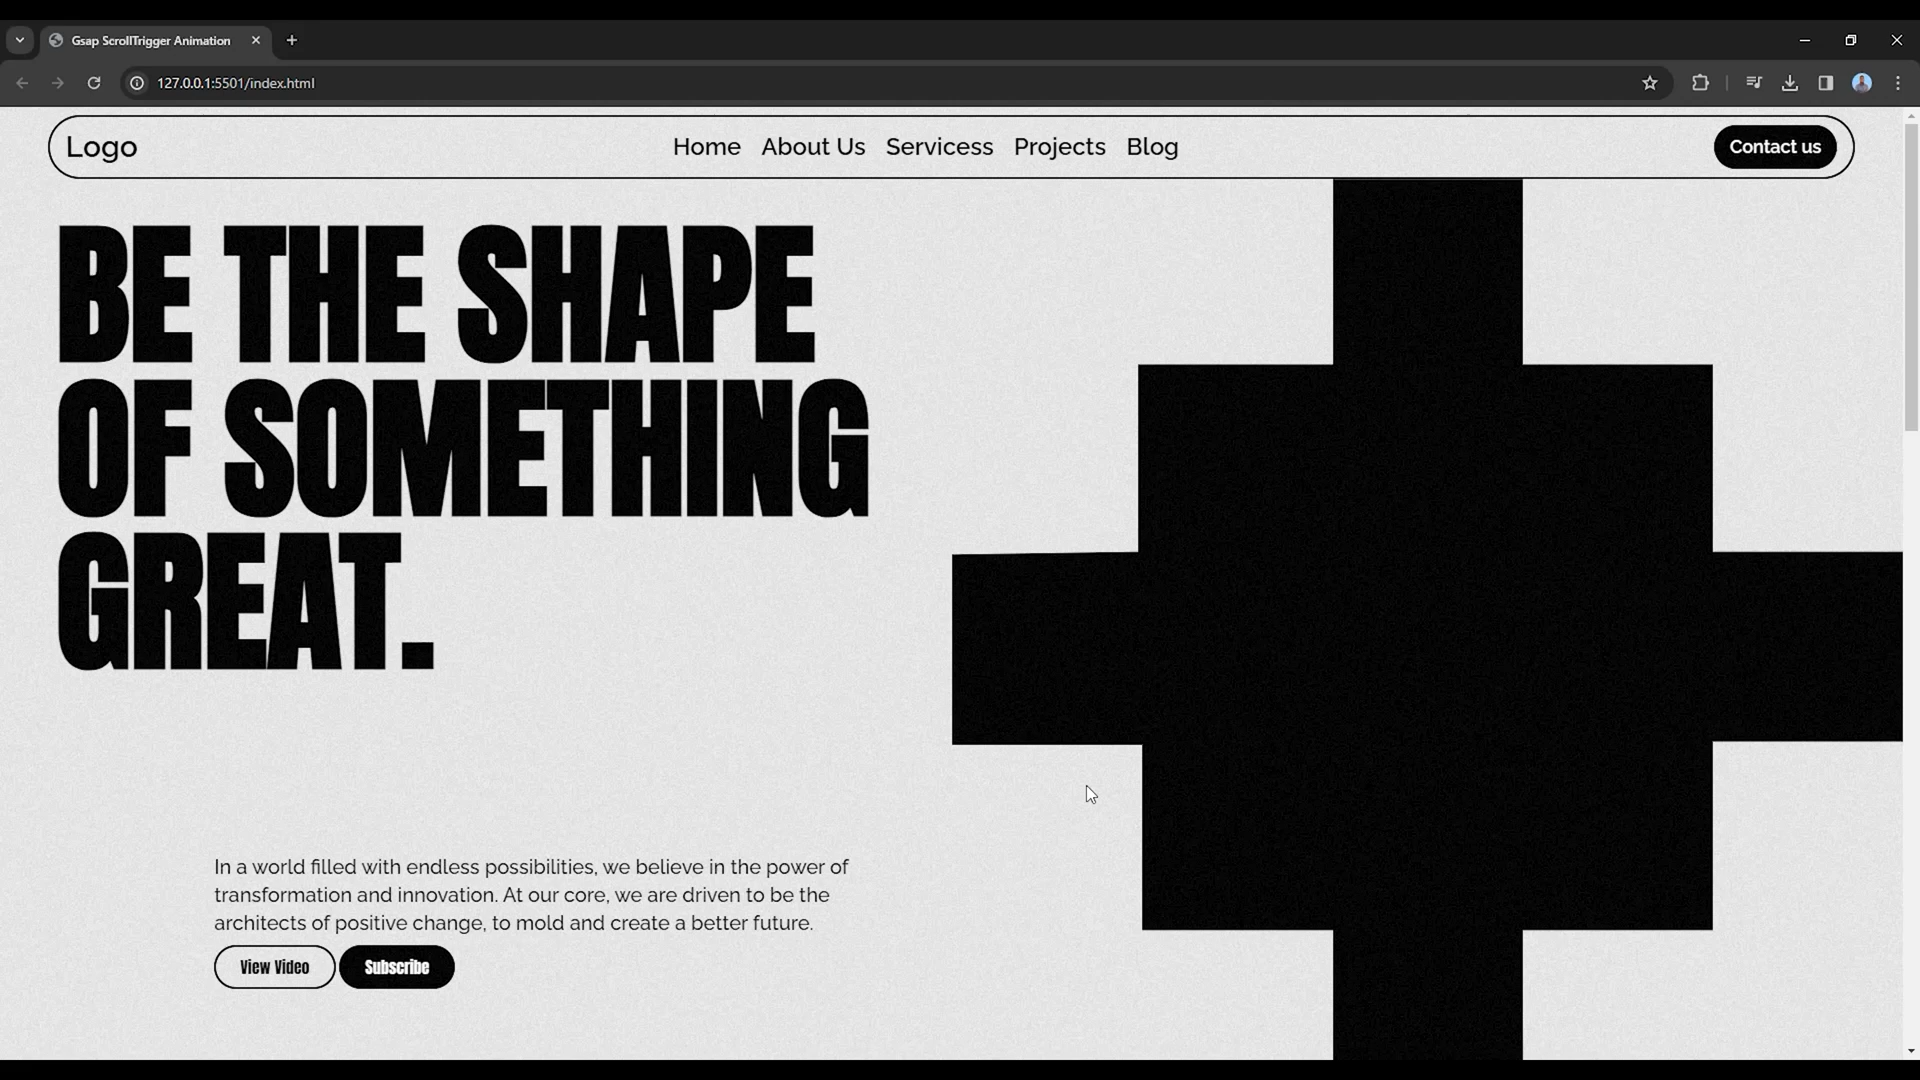 Gsap ScrollTrigger Animation
127.0.0.1:5501/index.html
Logo Home About Us Servicess Projects Blog Contact us
BE THE SHAPE
OF SOMETHING
GREAT.
In a world filled with endless possibilities, we believe in the power of
transformation and innovation. At our core, we are driven to be the
architects of positive change, to mold and create a better future.
View Video Subscribe